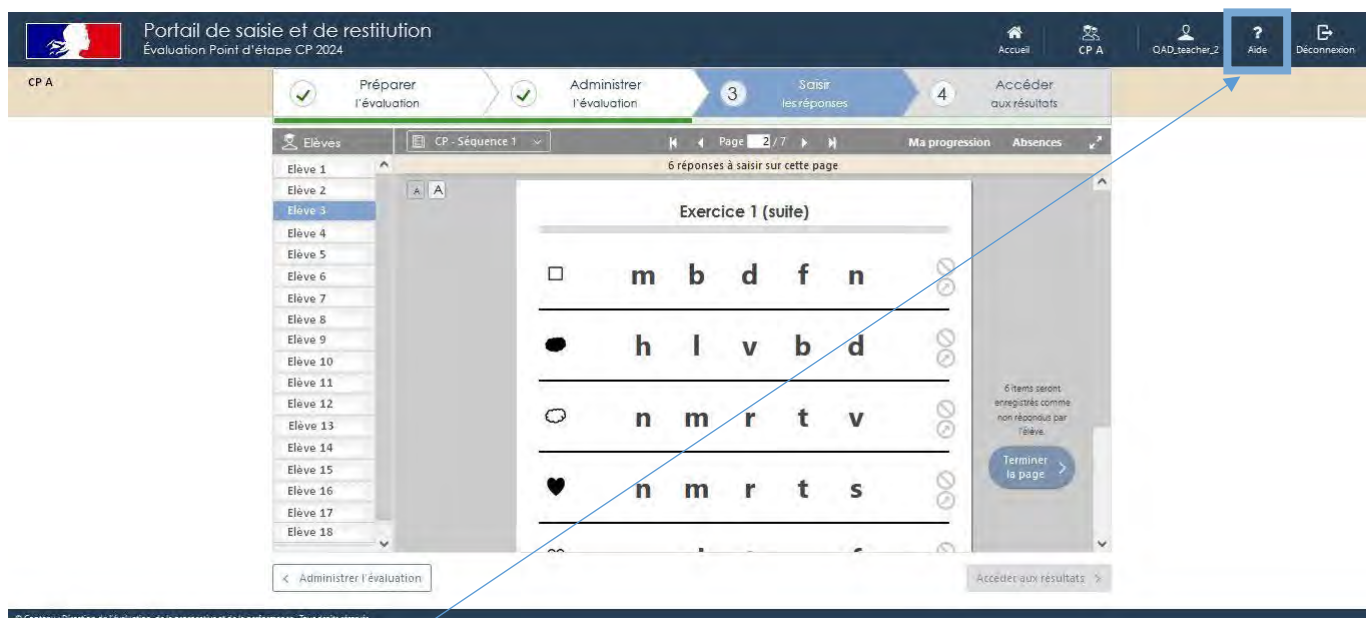 Portail de saisie et de restitution
Évaluation Point d'étape CP 2024
Accueil
CP A
QAD_teacher_2
? Aide
Déconnexion
CP A
Préparer l'évaluation
Administrer l'évaluation
3 Saisir les réponses
4 Accéder aux résultats
Elèves
CP - Séquence 1
Page 2 / 7
Ma progression
Absences
6 réponses à saisir sur cette page
Elève 1
Elève 2
Elève 3
Elève 4
Elève 5
Elève 6
Elève 7
Elève 8
Elève 9
Elève 10
Elève 11
Elève 12
Elève 13
Elève 14
Elève 15
Elève 16
Elève 17
Elève 18
A A
Exercice 1 (suite)
m b d f n
h l v b d
n m r t v
n m r t s
6 items seront
enregistrés comme
non répondus par
l'élève.
Terminer
la page
< Administrer l'évaluation
Accéder aux résultats >